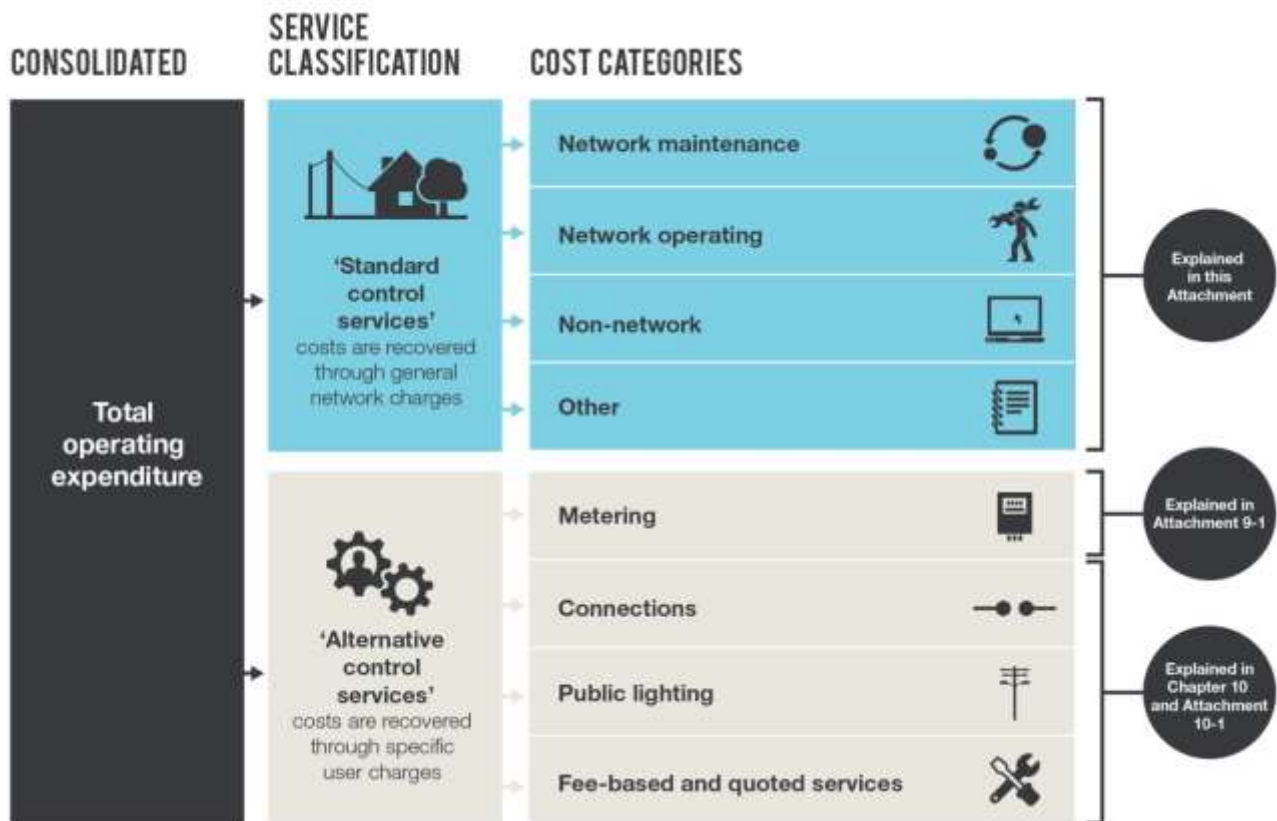 CONSOLIDATED
SERVICE
CLASSIFICATION
COST CATEGORIES
Total
operating
expenditure
‘Standard
control
services’
costs are recovered
through general
network charges
Network maintenance
Network operating
Non-network
Other
Explained
in this
Attachment
‘Alternative
control
services’
costs are recovered
through specific
user charges
Metering
Connections
Public lighting
Fee-based and quoted services
Explained in
Attachment 9-1
Explained in
Chapter 10
and Attachment
10-1